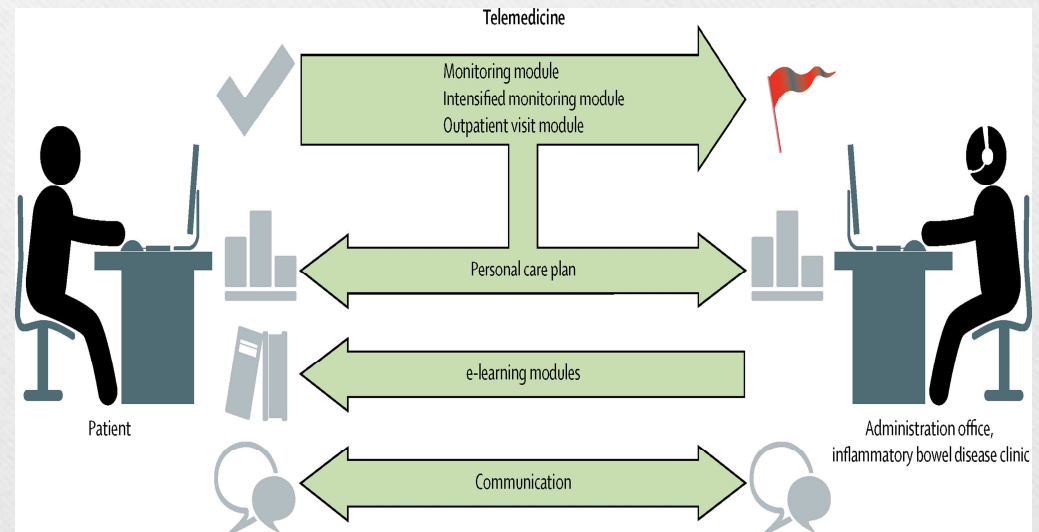 Telemedicine
Monitoring module
Intensified monitoring module
Outpatient visit module
Personal care plan
e-learning modules
Patient
Administration office,
inflammatory bowel disease clinic
Communication